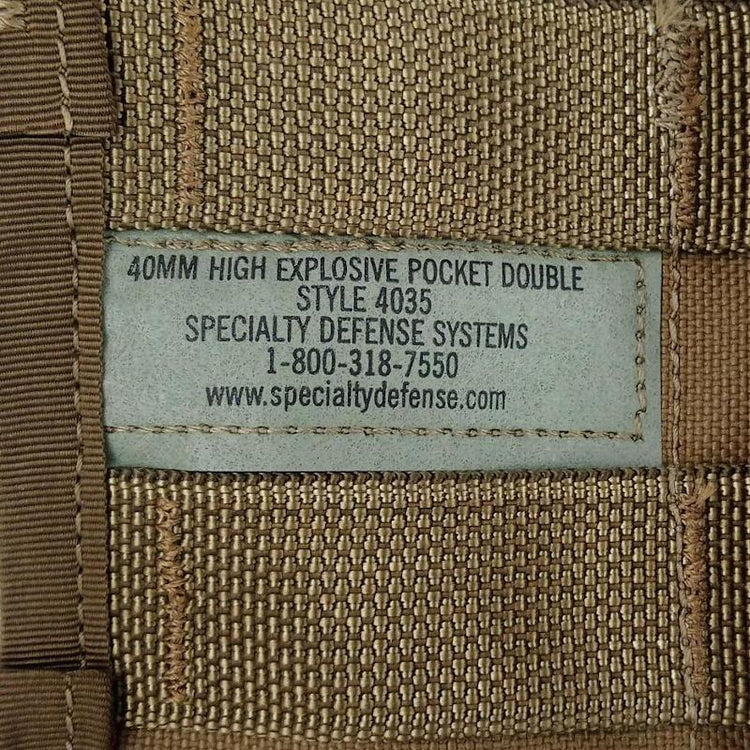 40MM HIGH EXPLOSIVE POCKET DOUBLE
STYLE 4035
SPECIALTY DEFENSE SYSTEMS
1-800-318-7550
www.specialtydefense.com